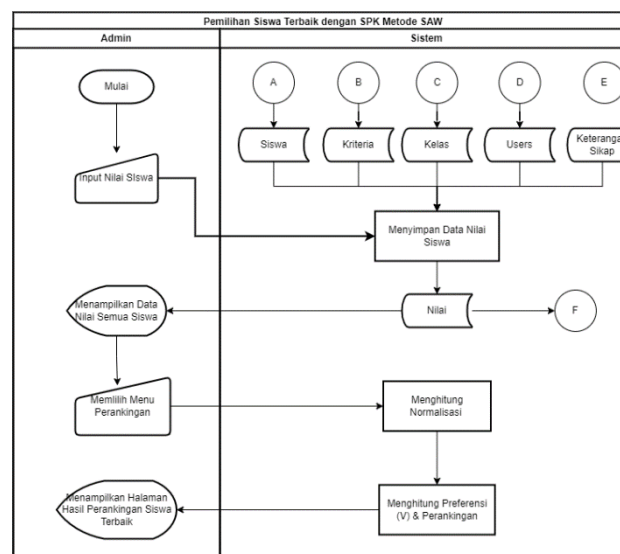 Pemilihan Siswa Terbaik dengan SPK Metode SAW
Admin
Sistem
Mulai
A
B
C
D
E
Siswa
Kriteria
Kelas
Users
Keterangan
Sikap
Input Nilai SIswa
Menyimpan Data Nilai
Siswa
Menampilkan Data
Nilai Semua Siswa
Nilai
F
Memlilih Menu
Perankingan
Menghitung
Normalisasi
Menampilkan Halaman
Hasil Perankingan Siswa
Terbaik
Menghitung Preferensi
(V) & Perankingan